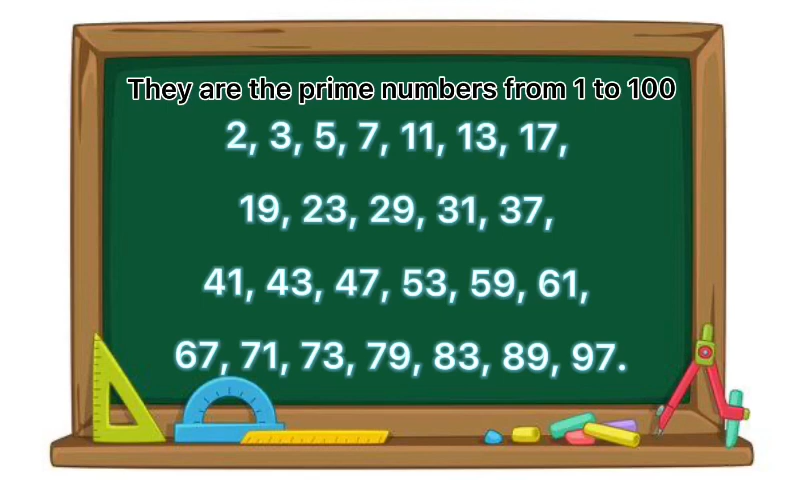 They are the prime numbers from 1 to 100
2, 3, 5, 7, 11, 13, 17,
19, 23, 29, 31, 37,
41, 43, 47, 53, 59, 61,
67, 71, 73, 79, 83, 89, 97.